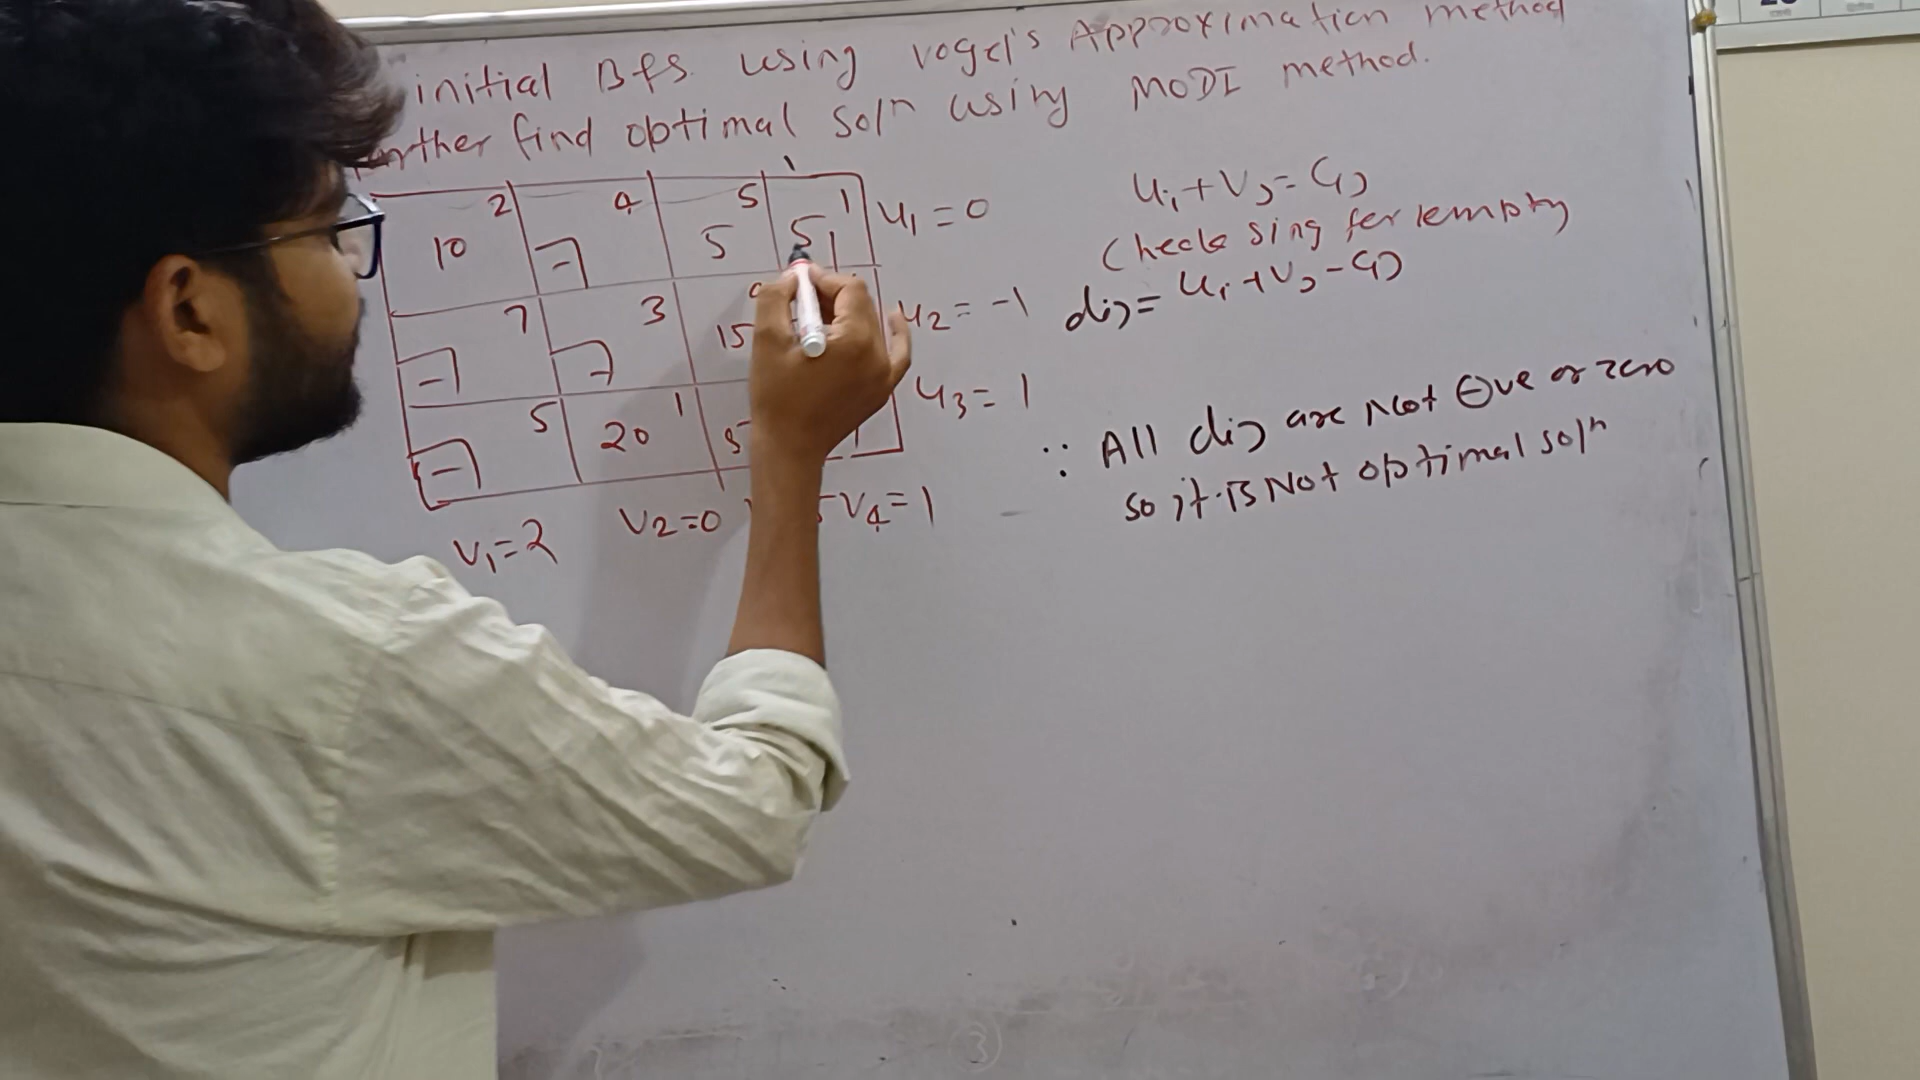 initial Bfs. using vogel's Approximation method
further find optimal solⁿ using MODI method.
2 4 5 1
10 - 5 5 u₁ = 0
7 3
- - 15 u₂ = -1
5 1
- 20 5 u₃ = 1
v₁=2 v₂=0 v₄=1
ui + vj = Cij
Check sing for empty
dij = ui + vj - Cij
∵ All dij are Not ⊖ve or zero
so it is Not optimal solⁿ